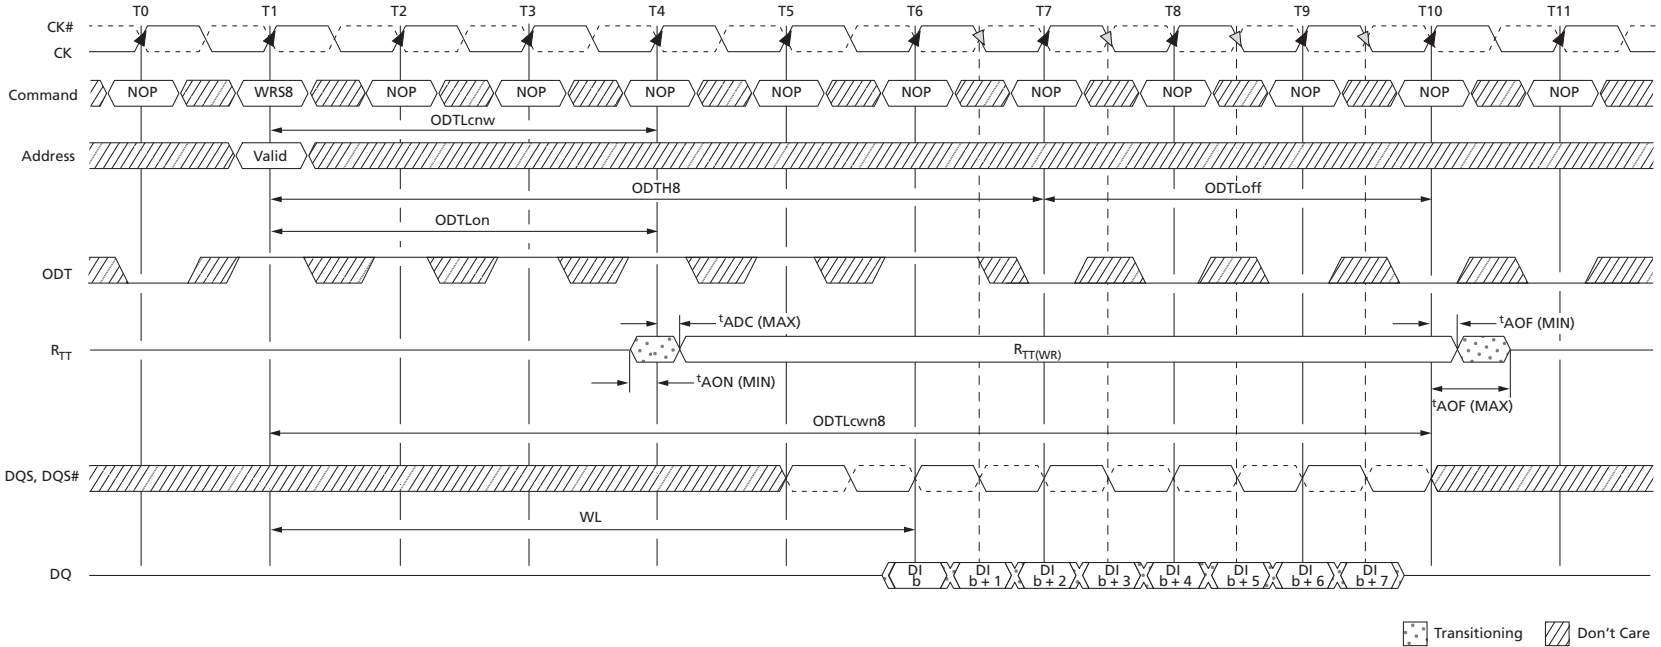 T0 T1 T2 T3 T4 T5 T6 T7 T8 T9 T10 T11
CK#
CK
Command NOP WRS8 NOP NOP NOP NOP NOP NOP NOP NOP NOP NOP
ODTLcnw
Address Valid
ODTH8 ODTLoff
ODTLon
ODT
tADC (MAX) tAOF (MIN)
RTT RTT(WR)
tAON (MIN)
tAOF (MAX)
ODTLcwn8
DQS, DQS#
WL
DQ DI b DI b + 1 DI b + 2 DI b + 3 DI b + 4 DI b + 5 DI b + 6 DI b + 7
Transitioning Don't Care